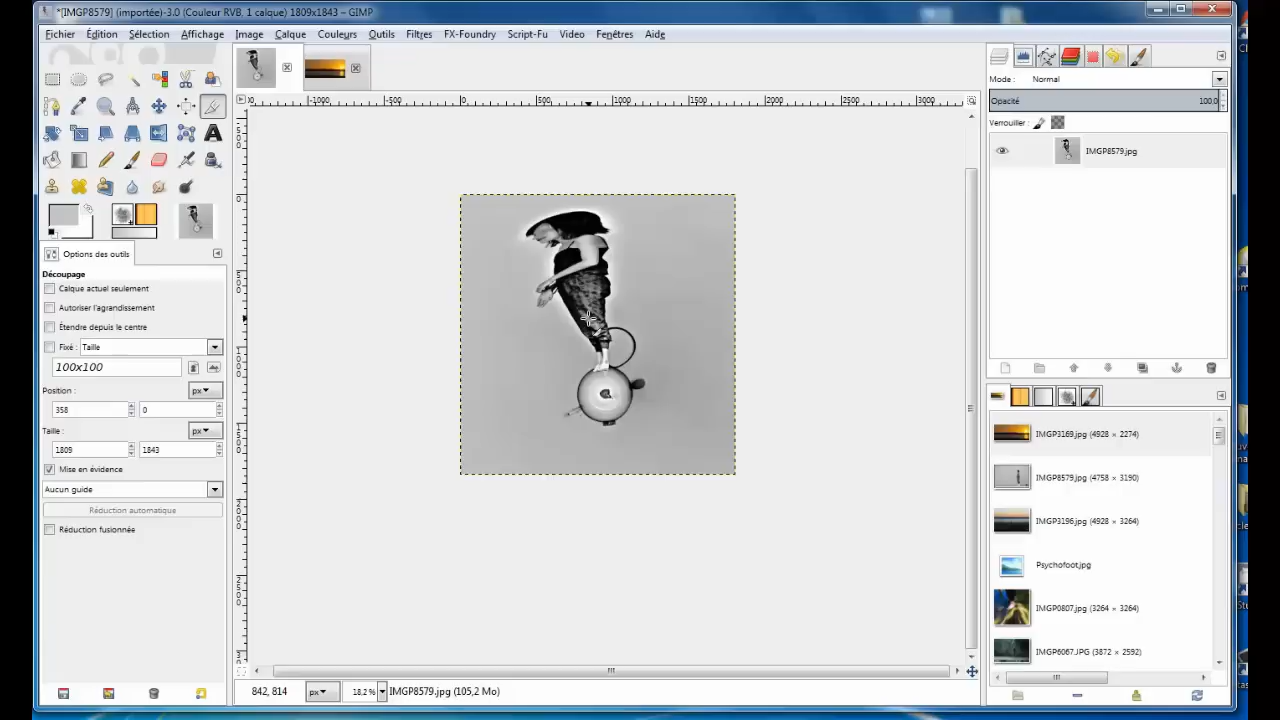 *[IMGP8579] (importée)-3.0 (Couleur RVB, 1 calque) 1809x1843 – GIMP
Fichier Édition Sélection Affichage Image Calque Couleurs Outils Filtres FX-Foundry Script-Fu Video Fenêtres Aide
-1000 -500 0 500 1000 1500 2000 2500 3000
Mode : Normal
Opacité 100,0
Verrouiller :
IMGP8579.jpg
Options des outils
Découpage
Calque actuel seulement
Autoriser l'agrandissement
Étendre depuis le centre
Fixé : Taille
100x100
Position : px
358 0
Taille : px
1809 1843
Mise en évidence
Aucun guide
Réduction automatique
Réduction fusionnée
IMGP3169.jpg (4928 × 2274)
IMGP8579.jpg (4758 × 3190)
IMGP3196.jpg (4928 × 3264)
Psychofoot.jpg
IMGP0807.jpg (3264 × 3264)
IMGP6067.JPG (3872 × 2592)
842, 814 px 18,2 % IMGP8579.jpg (105,2 Mo)